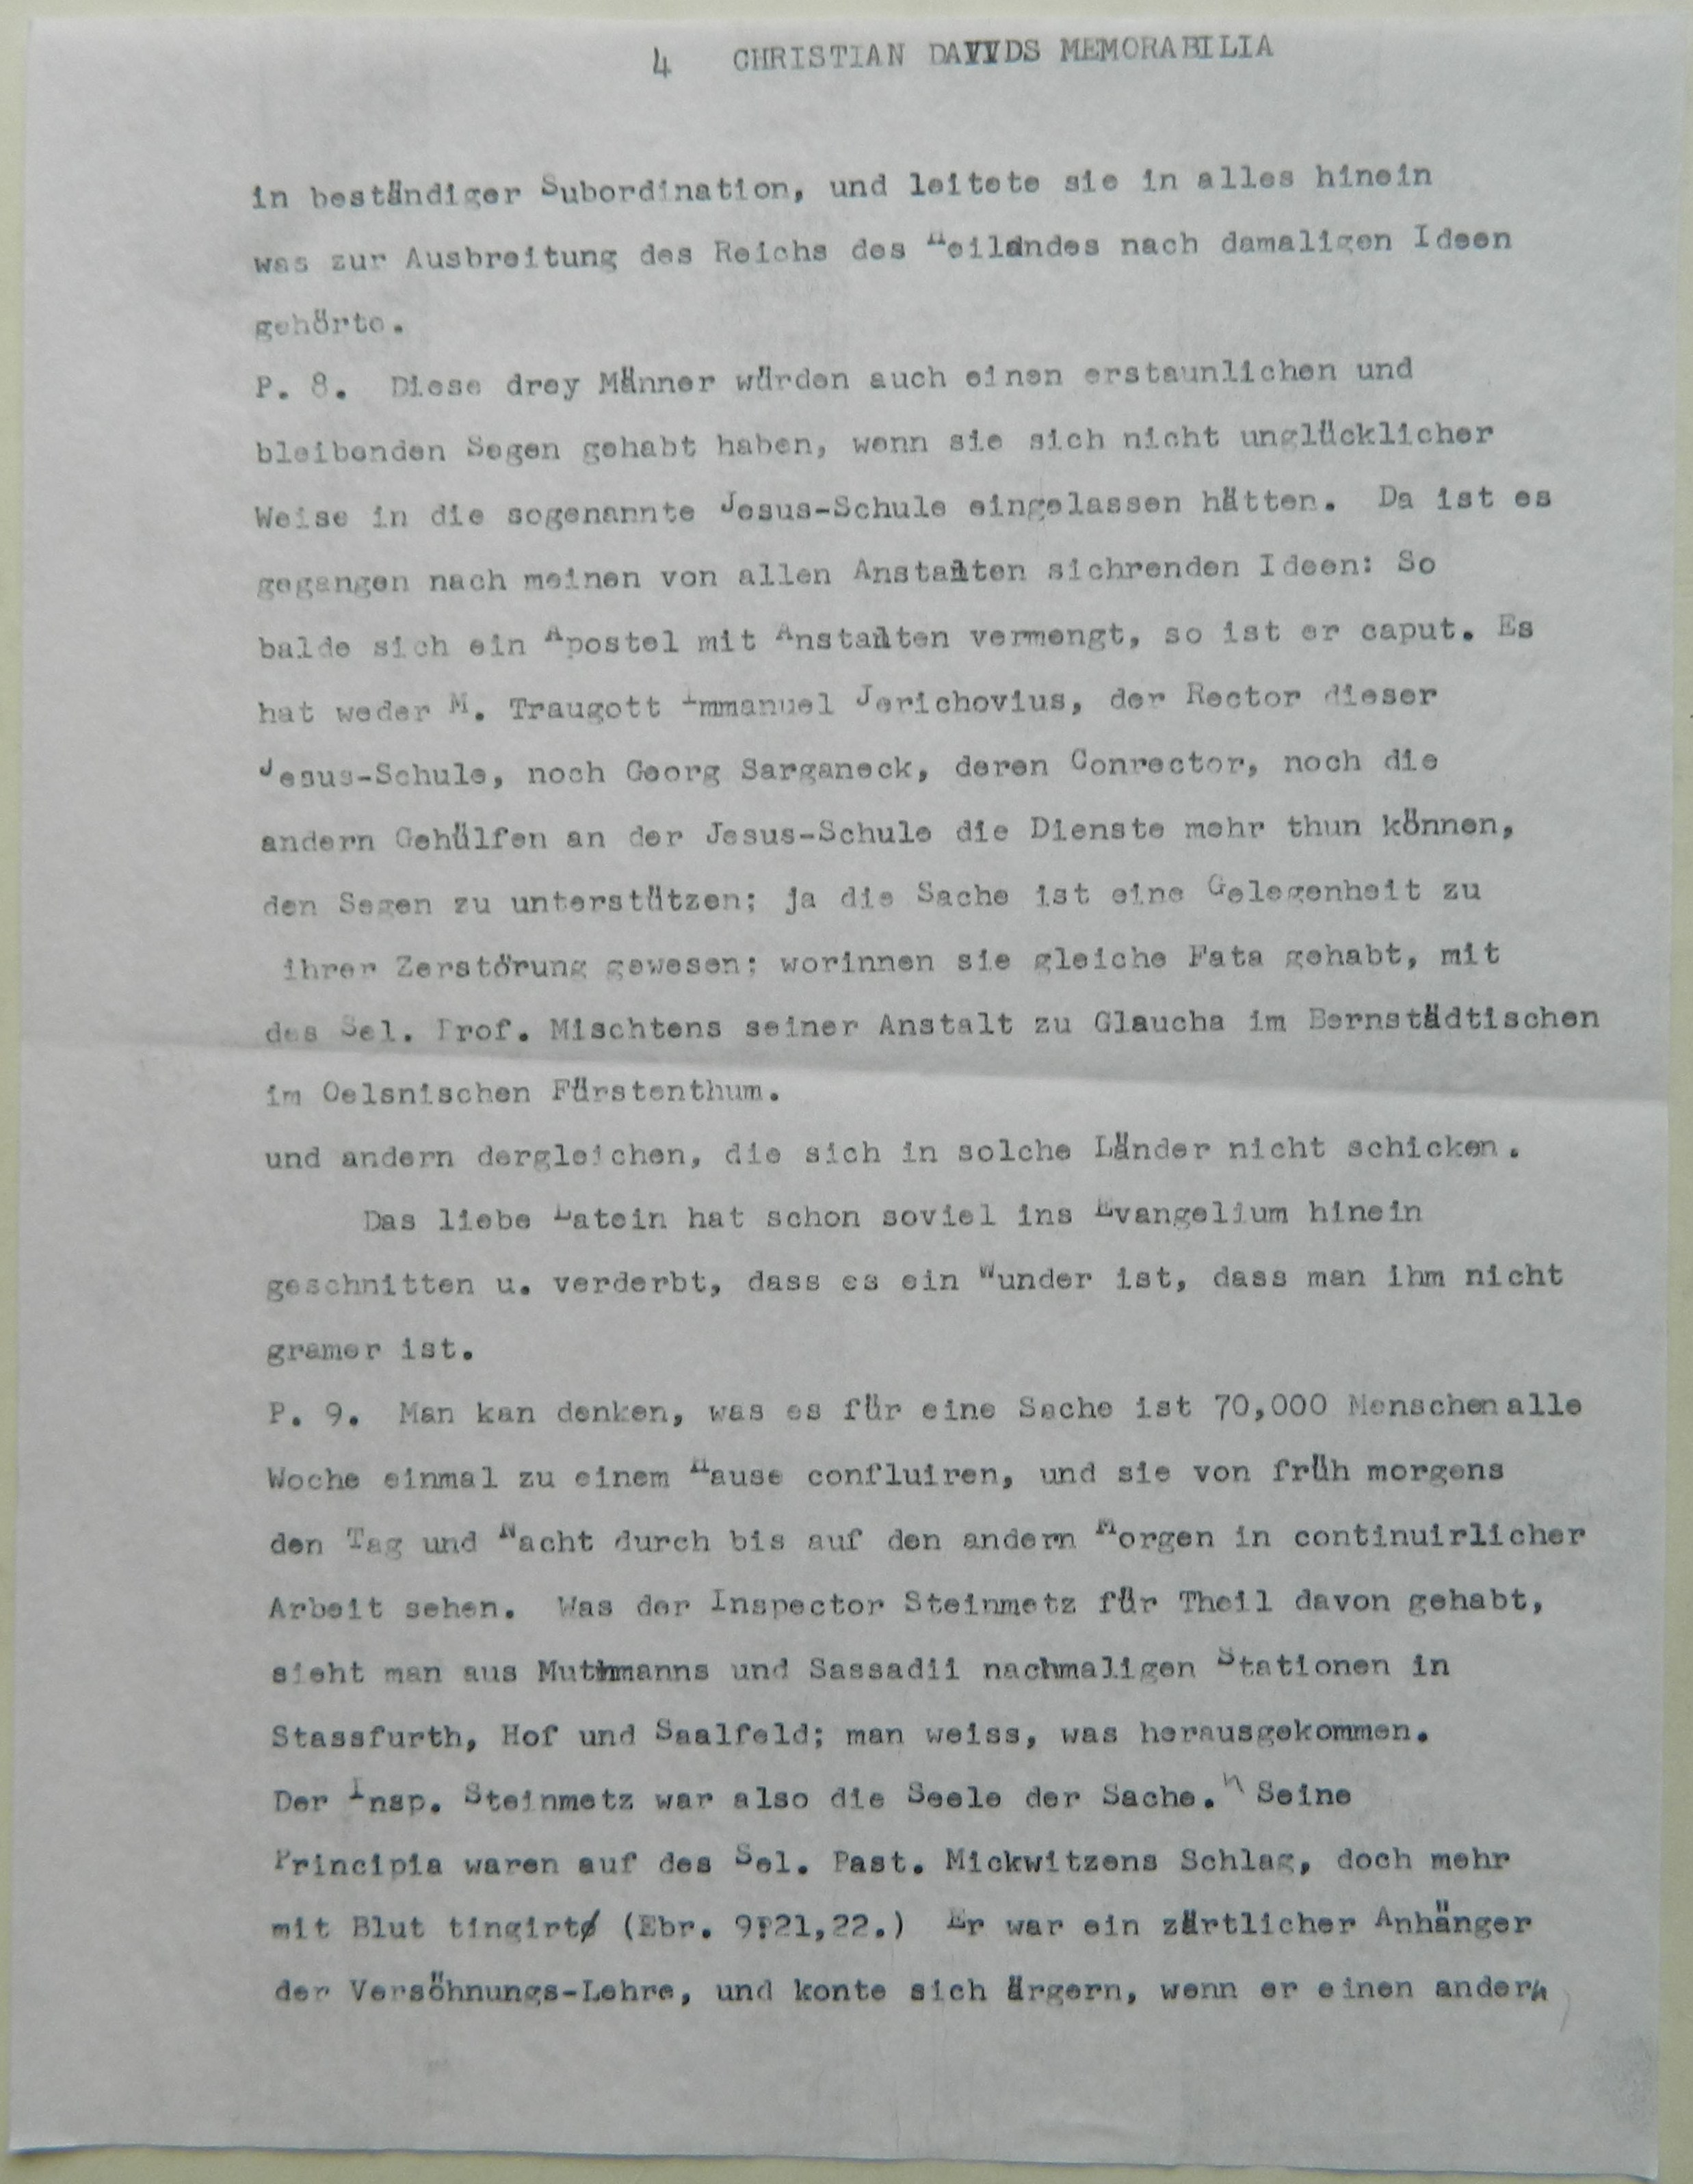 4 CHRISTIAN DAVIDS MEMORABILIA
in beständiger Subordination, und leitete sie in alles hinein
was zur Ausbreitung des Reichs des Heilandes nach damaligen Ideen
gehörte.
P. 8. Diese drey Männer würden auch einen erstaunlichen und
bleibenden Segen gehabt haben, wenn sie sich nicht unglücklicher
Weise in die sogenannte Jesus-Schule eingelassen hätten. Da ist es
gegangen nach meinen von allen Anstalten sichrenden Ideen: So
balde sich ein Apostel mit Anstalten vermengt, so ist er caput. Es
hat weder M. Traugott Immanuel Jerichovius, der Rector dieser
Jesus-Schule, noch Georg Sarganeck, deren Conrector, noch die
andern Gehülfen an der Jesus-Schule die Dienste mehr thun können,
den Segen zu unterstützen; ja die Sache ist eine Gelegenheit zu
ihrer Zerstörung gewesen; worinnen sie gleiche Fata gehabt, mit
des Sel. Prof. Mischtens seiner Anstalt zu Glaucha im Bernstädtischen
im Oelsnischen Fürstenthum.
und andern dergleichen, die sich in solche Länder nicht schicken.
Das liebe Latein hat schon soviel ins Evangelium hinein
geschnitten u. verderbt, dass es ein Wunder ist, dass man ihm nicht
gramer ist.
P. 9. Man kan denken, was es für eine Sache ist 70,000 Menschen alle
Woche einmal zu einem Hause confluiren, und sie von früh morgens
den Tag und Nacht durch bis auf den andern Morgen in continuirlicher
Arbeit sehen. Was der Inspector Steinmetz für Theil davon gehabt,
sieht man aus Muthmanns und Sassadii nachmaligen Stationen in
Stassfurth, Hof und Saalfeld; man weiss, was herausgekommen.
Der Insp. Steinmetz war also die Seele der Sache. " Seine
Principia waren auf des Sel. Past. Mickwitzens Schlag, doch mehr
mit Blut tingirt (Ebr. 9:21,22.) Er war ein zärtlicher Anhänger
der Versöhnungs-Lehre, und konte sich ärgern, wenn er einen andern